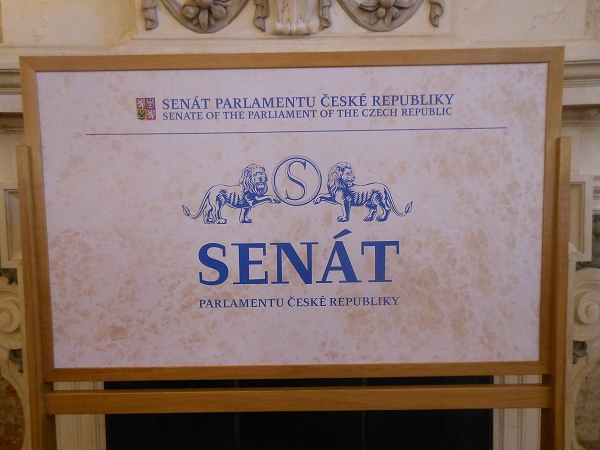 SENÁT PARLAMENTU ČESKÉ REPUBLIKY
SENATE OF THE PARLIAMENT OF THE CZECH REPUBLIC
S
SENÁT
PARLAMENTU ČESKÉ REPUBLIKY